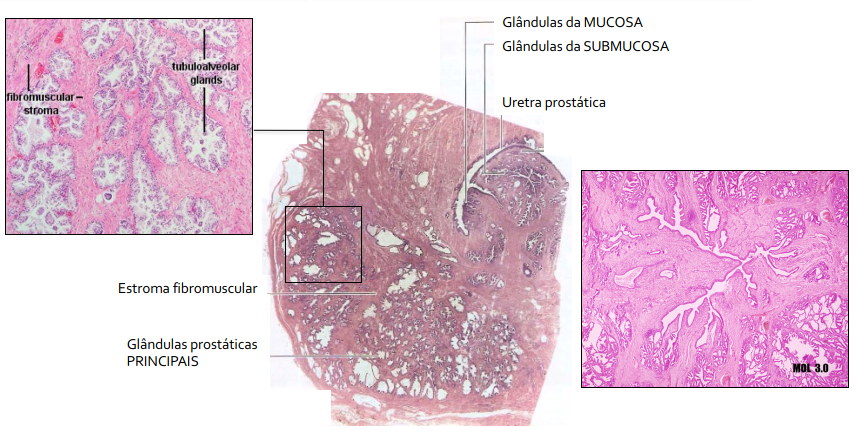 tubuloalveolar
glands
fibromuscular
stroma
Glândulas da MUCOSA
Glândulas da SUBMUCOSA
Uretra prostática
Estroma fibromuscular
Glândulas prostáticas
PRINCIPAIS
MOL 3.0